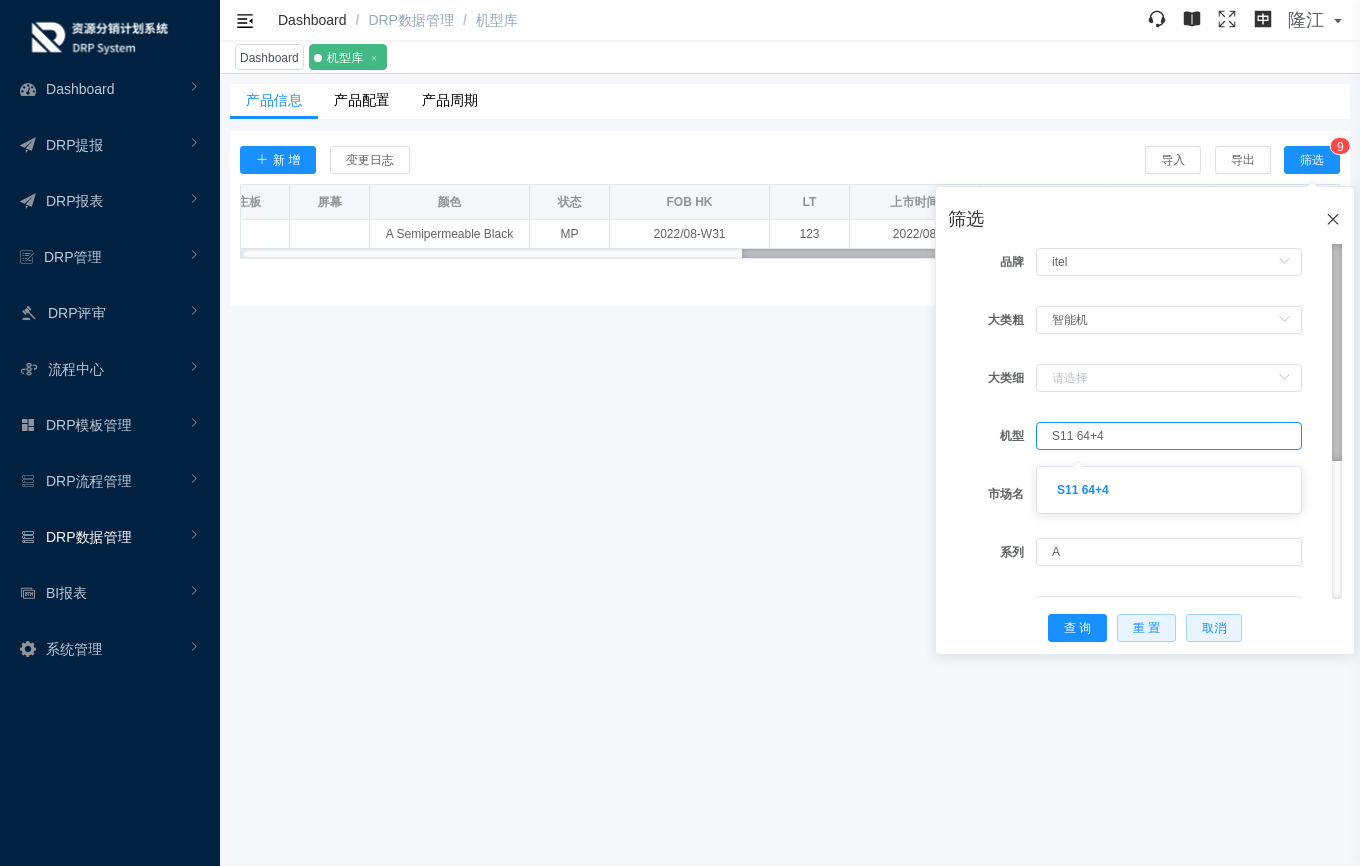 资源分销计划系统
DRP System
Dashboard
DRP提报
DRP报表
DRP管理
DRP评审
流程中心
DRP模板管理
DRP流程管理
DRP数据管理
BI报表
系统管理
Dashboard / DRP数据管理 / 机型库
中 隆江
Dashboard 机型库 ×
产品信息 产品配置 产品周期
新 增 变更日志 导入 导出 筛选 9
主板 屏幕 颜色 状态 FOB HK LT 上市时间
A Semipermeable Black MP 2022/08-W31 123 2022/08
筛选
品牌 itel
大类粗 智能机
大类细 请选择
机型 S11 64+4
S11 64+4
市场名
系列 A
查 询 重 置 取消